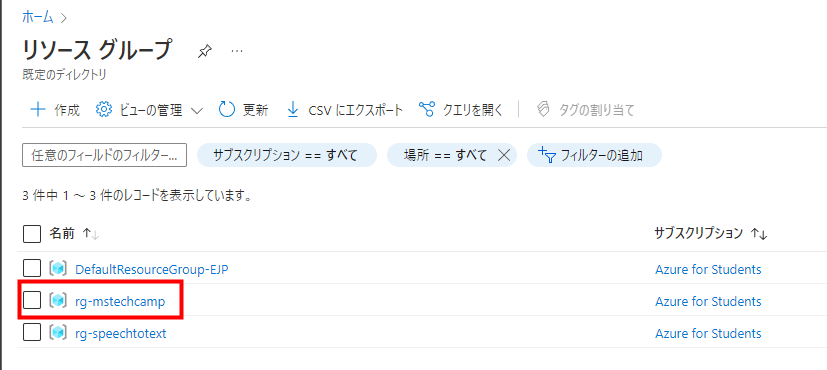 ホーム >
リソース グループ ...
既定のディレクトリ
作成 ビューの管理 更新 CSV にエクスポート クエリを開く タグの割り当て
任意のフィールドのフィルター... サブスクリプション == すべて 場所 == すべて フィルターの追加
3 件中 1 ～ 3 件のレコードを表示しています。
名前 ↑↓ サブスクリプション ↑↓
DefaultResourceGroup-EJP Azure for Students
rg-mstechcamp Azure for Students
rg-speechtotext Azure for Students